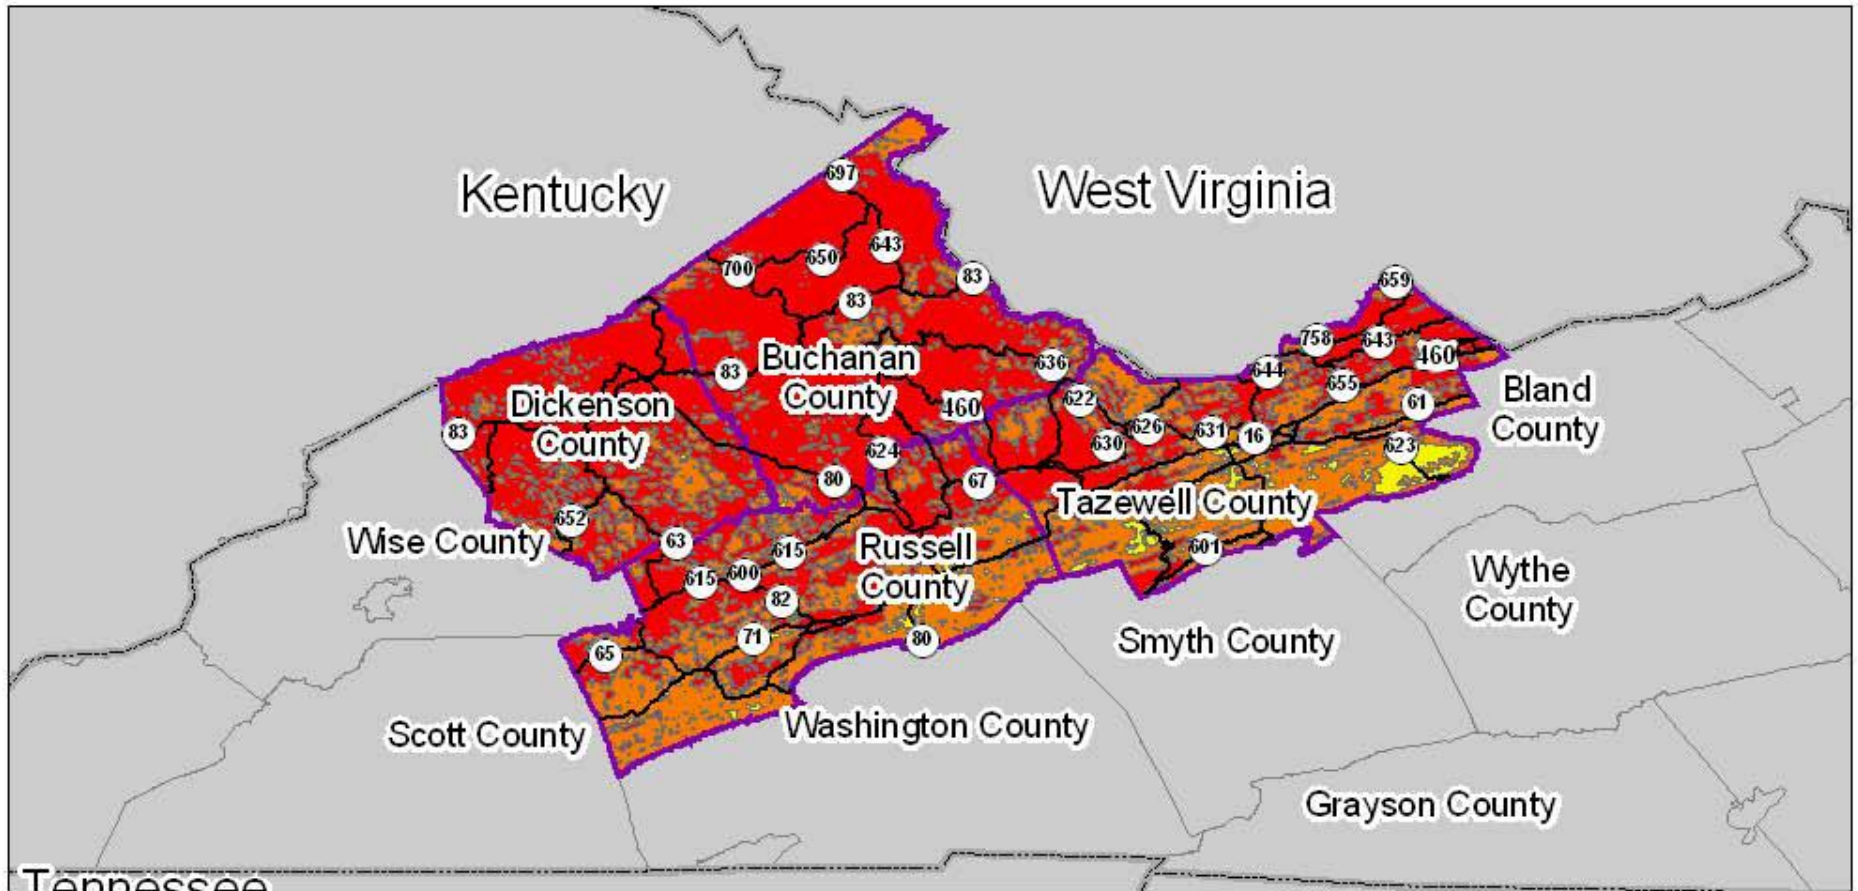 697
Kentucky
West Virginia
643
650
700
83
659
83
758
643
460
Buchanan
County
636
644
655
83
Bland
County
Dickenson
County
622
61
460
626
631
16
83
630
623
624
80
67
Tazewell County
652
Wise County
63
615
Russell
County
601
Wythe
County
615
600
82
71
80
Smyth County
65
Scott County
Washington County
Grayson County
Tennessee